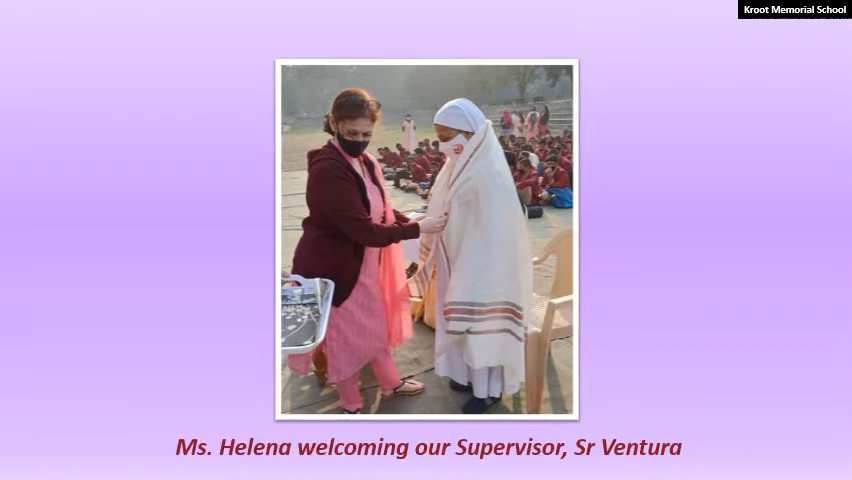 Kroot Memorial School
Ms. Helena welcoming our Supervisor, Sr Ventura